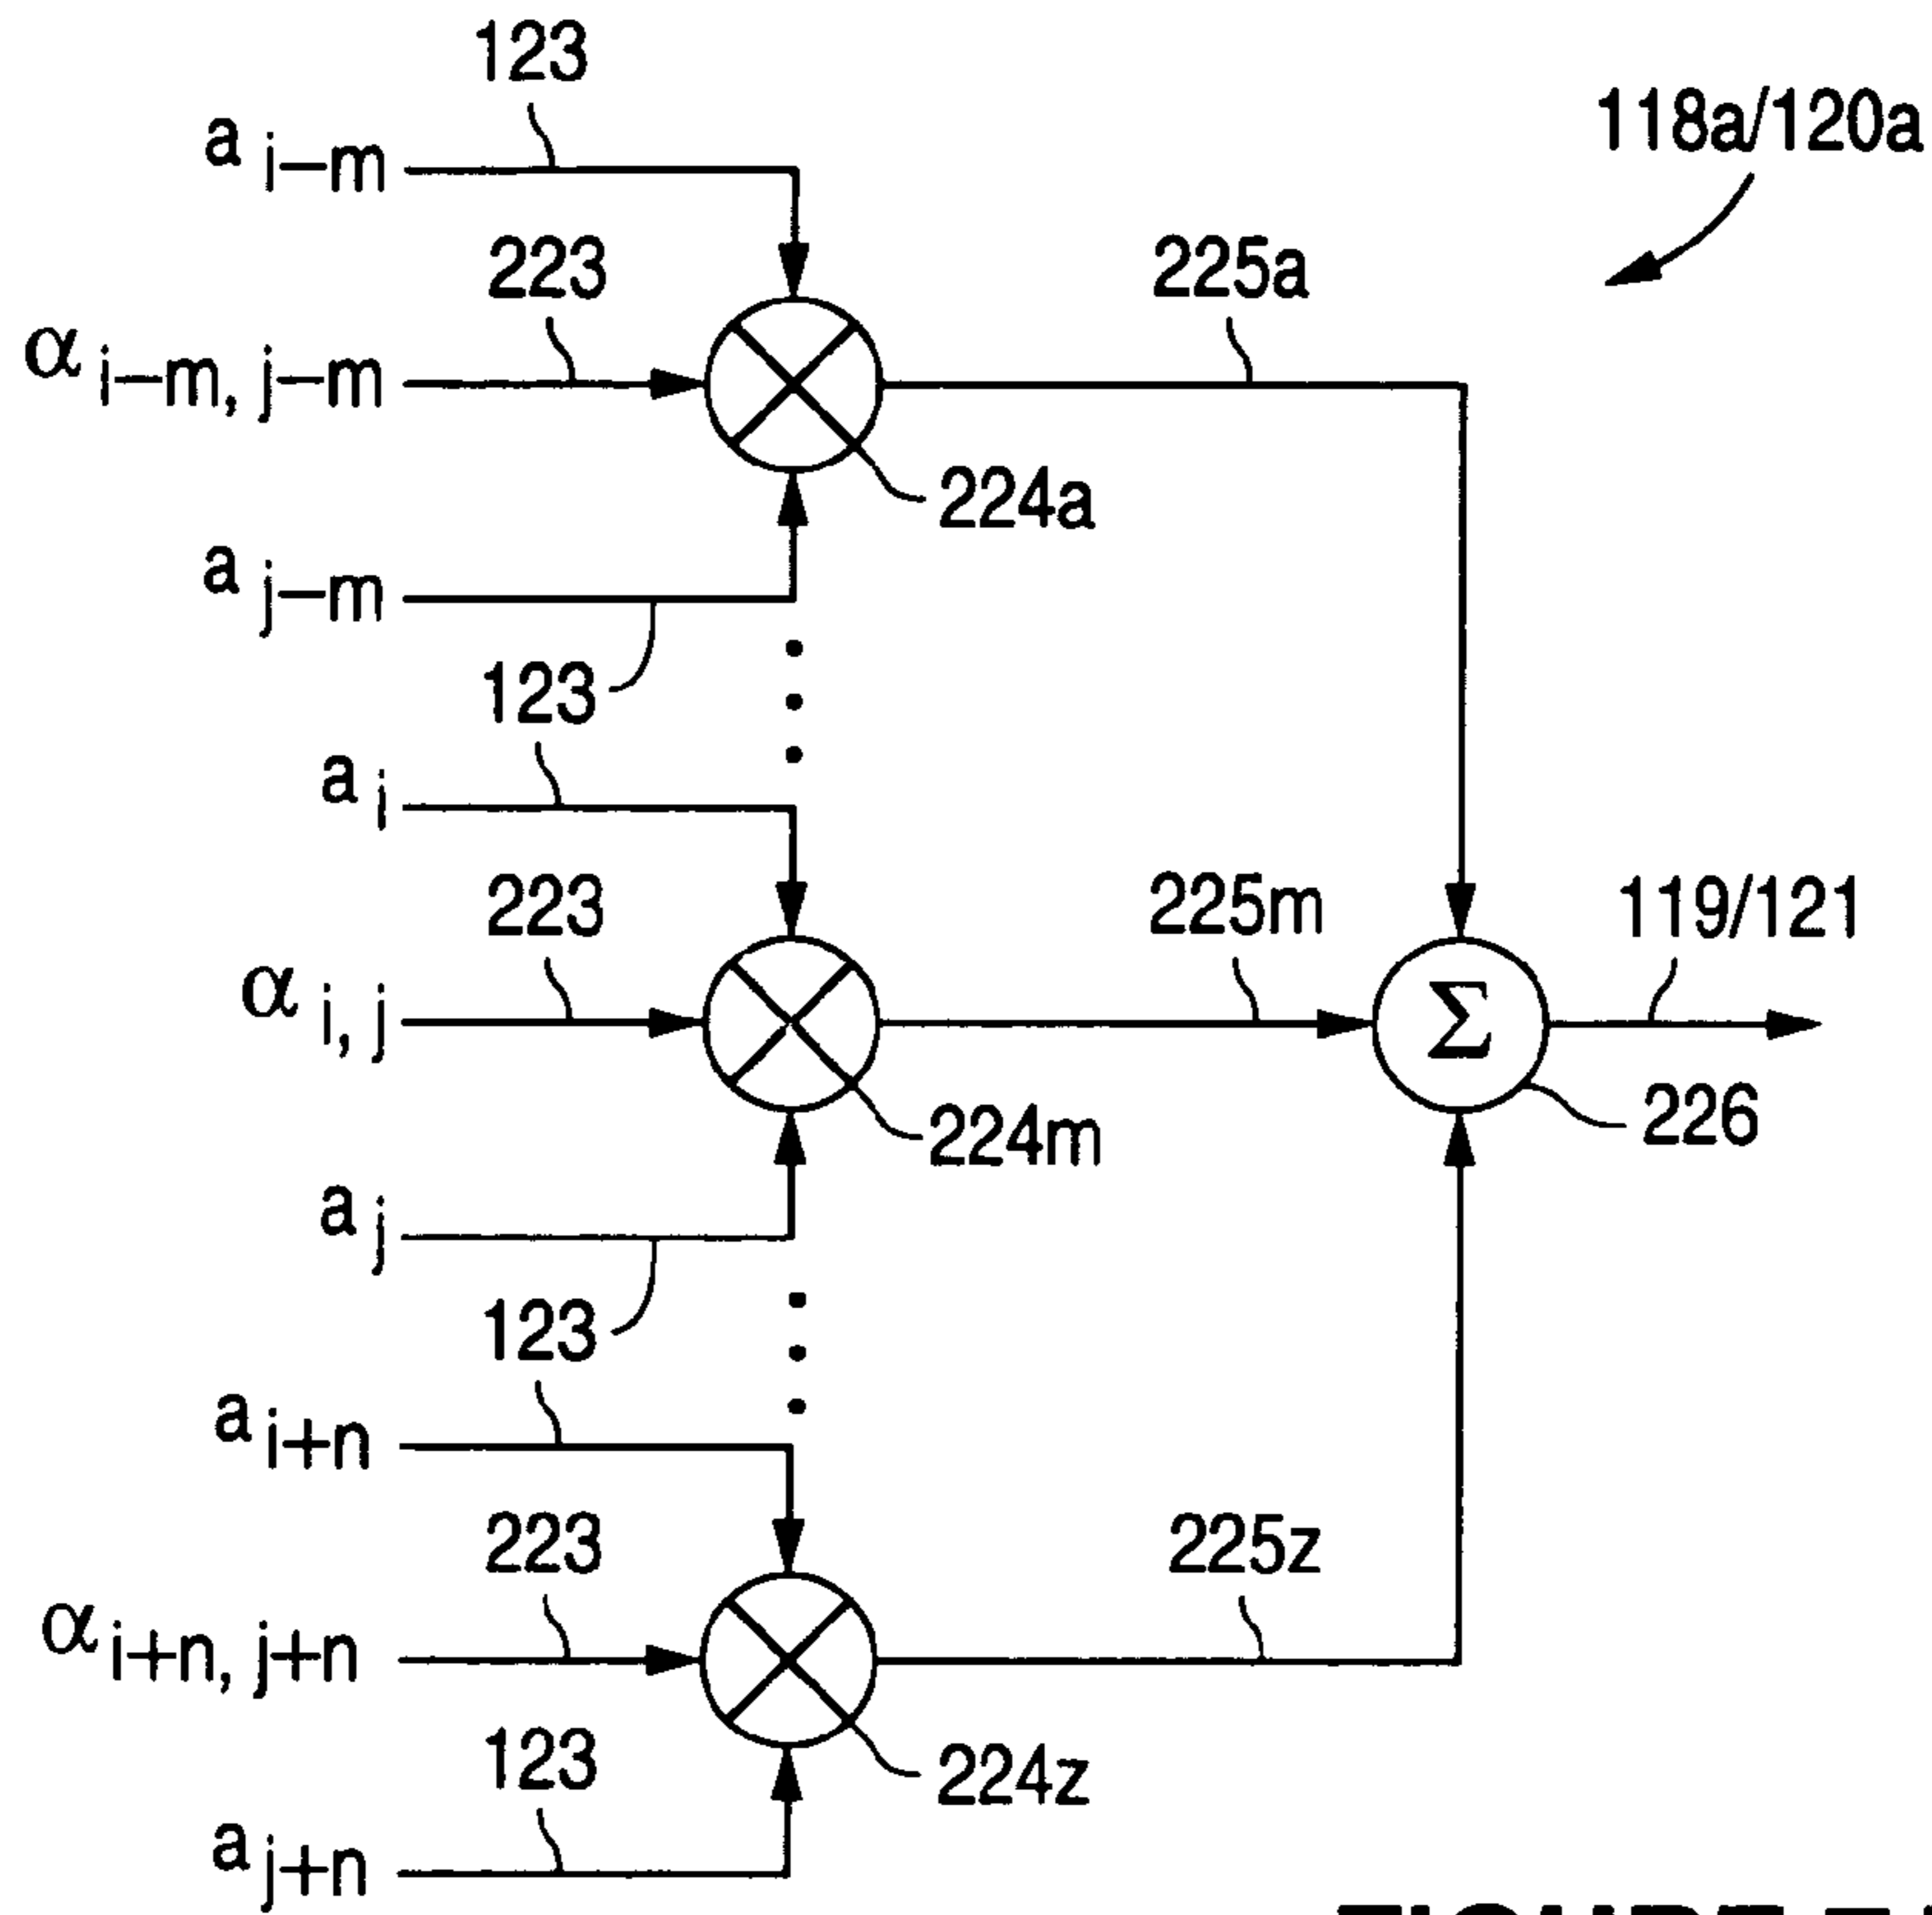 123
a i–m
118a/120a
223
225a
α i–m, j–m
224a
a j–m
123
a i
223
225m
119/121
α i, j
Σ
224m
226
a j
123
a i+n
223
225z
α i+n, j+n
123
224z
a j+n